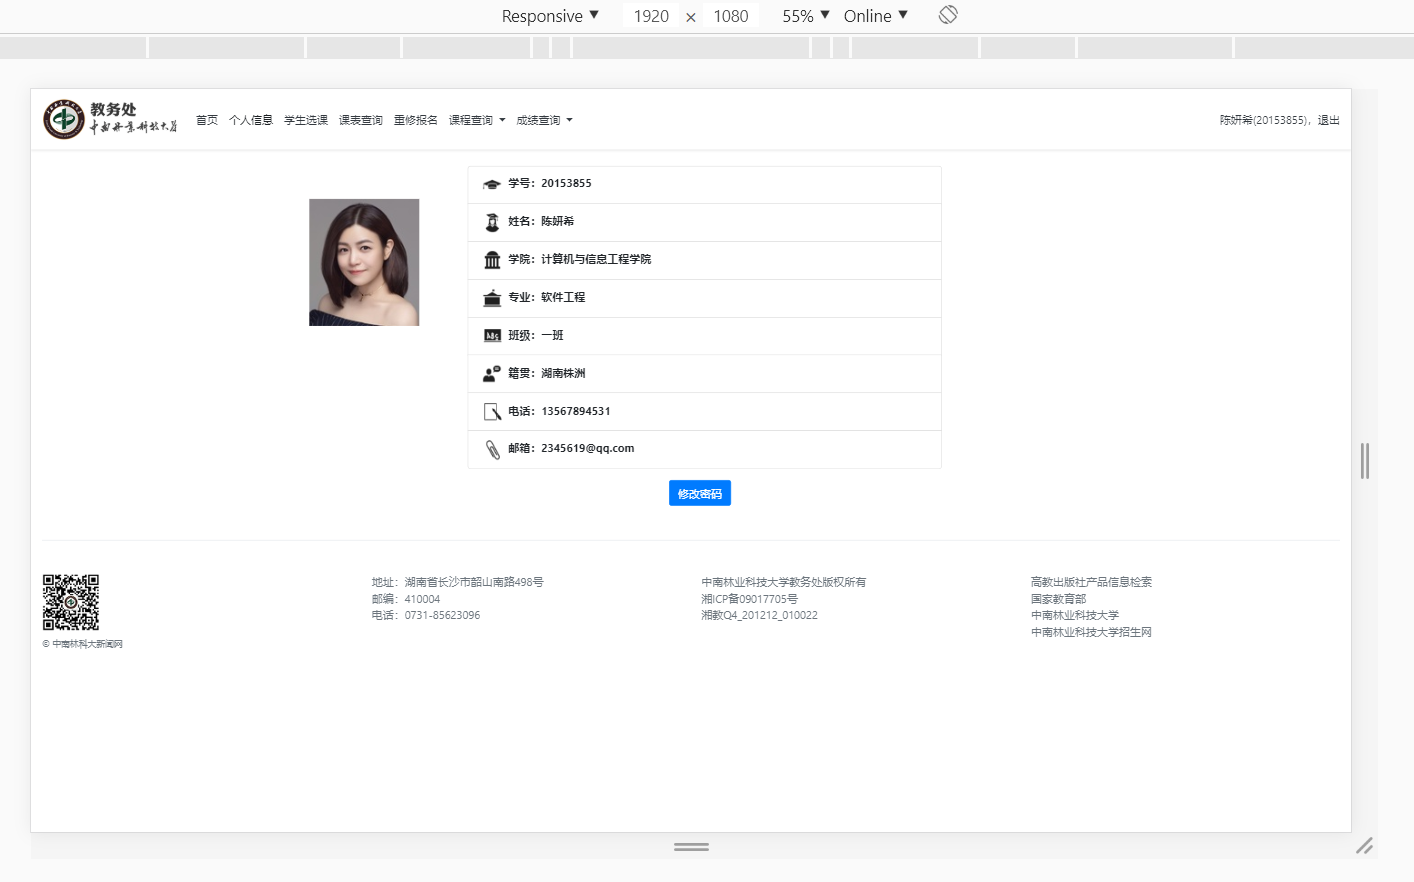 Responsive ▼ 1920 × 1080 55% ▼ Online ▼
教务处
中南林业科技大学
首页 个人信息 学生选课 课表查询 重修报名 课程查询 成绩查询
陈妍希(20153855)，退出
学号：20153855
姓名：陈妍希
学院：计算机与信息工程学院
专业：软件工程
ABC
班级：一班
籍贯：湖南株洲
电话：13567894531
邮箱：2345619@qq.com
修改密码
© 中南林科大新闻网
地址：湖南省长沙市韶山南路498号
邮编：410004
电话：0731-85623096
中南林业科技大学教务处版权所有
湘ICP备09017705号
湘教Q4_201212_010022
高教出版社产品信息检索
国家教育部
中南林业科技大学
中南林业科技大学招生网